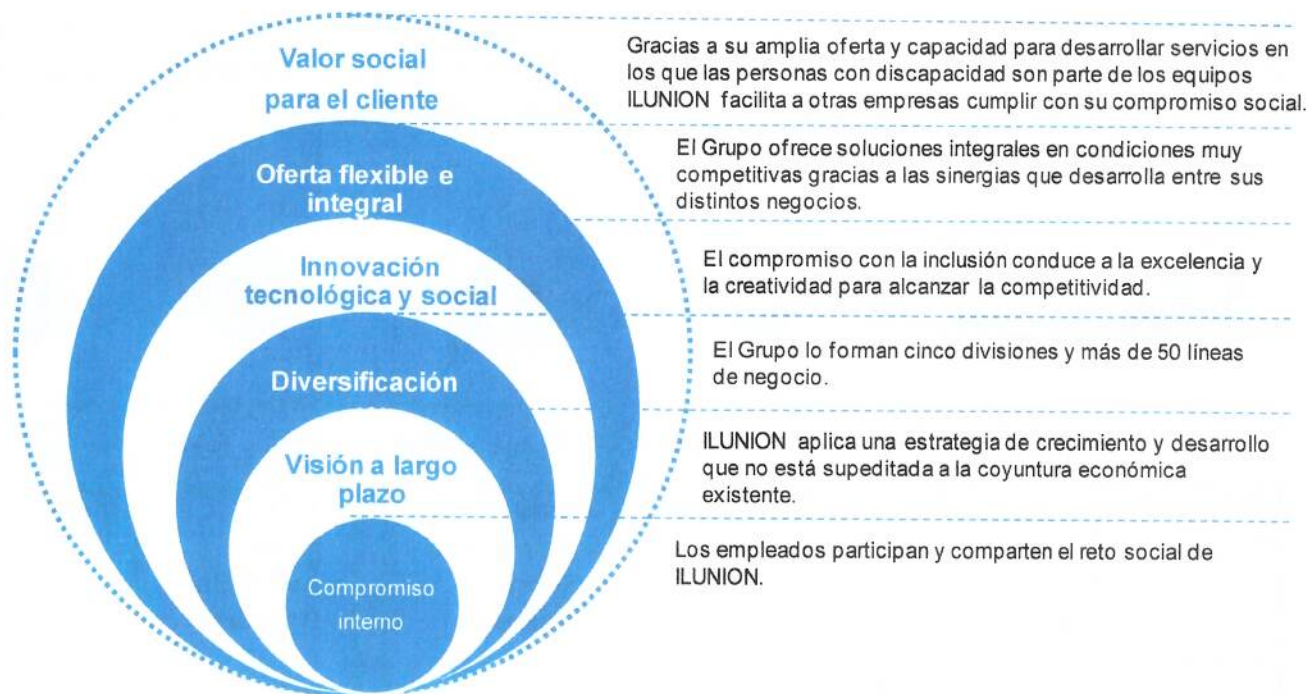 Valor social
para el cliente
Gracias a su amplia oferta y capacidad para desarrollar servicios en
los que las personas con discapacidad son parte de los equipos
ILUNION facilita a otras empresas cumplir con su compromiso social.
Oferta flexible e
integral
El Grupo ofrece soluciones integrales en condiciones muy
competitivas gracias a las sinergias que desarrolla entre sus
distintos negocios.
Innovación
tecnológica y social
El compromiso con la inclusión conduce a la excelencia y
la creatividad para alcanzar la competitividad.
Diversificación
El Grupo lo forman cinco divisiones y más de 50 líneas
de negocio.
Visión a largo
plazo
ILUNION aplica una estrategia de crecimiento y desarrollo
que no está supeditada a la coyuntura económica
existente.
Compromiso
interno
Los empleados participan y comparten el reto social de
ILUNION.